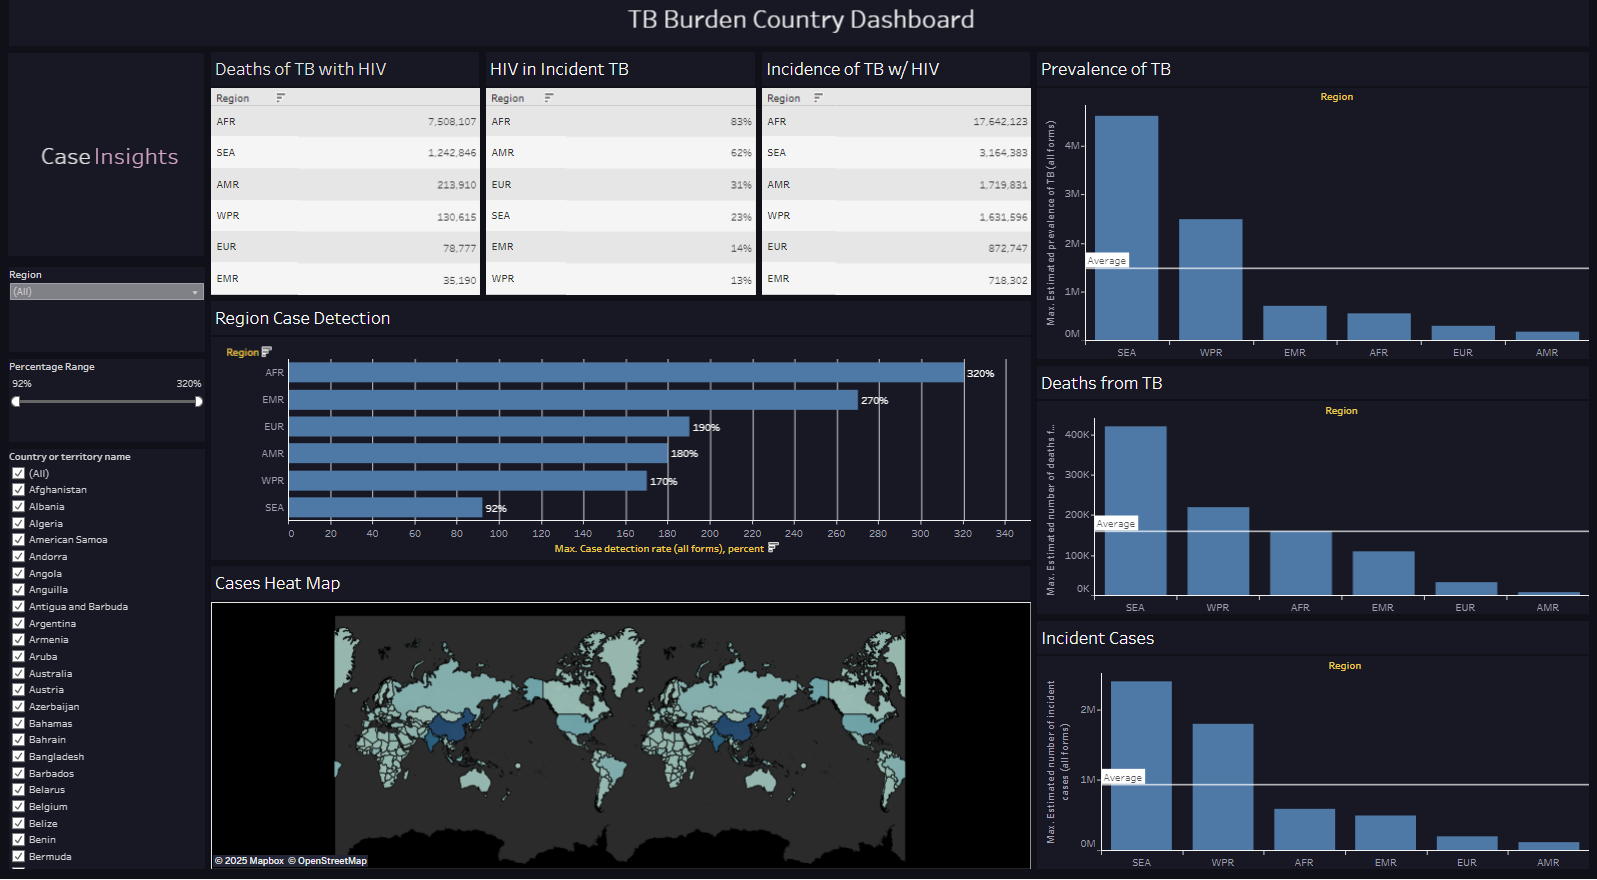 TB Burden Country Dashboard
Case Insights
Region
(All)
Percentage Range
92% 320%
Country or territory name
(All)
Afghanistan
Albania
Algeria
American Samoa
Andorra
Angola
Anguilla
Antigua and Barbuda
Argentina
Armenia
Aruba
Australia
Austria
Azerbaijan
Bahamas
Bahrain
Bangladesh
Barbados
Belarus
Belgium
Belize
Benin
Bermuda
Deaths of TB with HIV
Region
AFR 7,508,107
SEA 1,242,846
AMR 213,910
WPR 130,615
EUR 78,777
EMR 35,190
HIV in Incident TB
Region
AFR 83%
AMR 62%
EUR 31%
SEA 23%
EMR 14%
WPR 13%
Incidence of TB w/ HIV
Region
AFR 17,642,123
SEA 3,164,383
AMR 1,719,831
WPR 1,631,596
EUR 872,747
EMR 718,302
Region Case Detection
Region
AFR 320%
EMR 270%
EUR 190%
AMR 180%
WPR 170%
SEA 92%
0 20 40 60 80 100 120 140 160 180 200 220 240 260 280 300 320 340
Max. Case detection rate (all forms), percent
Cases Heat Map
© 2025 Mapbox © OpenStreetMap
Prevalence of TB
Region
Max. Estimated prevalence of TB (all forms)
4M
3M
2M
Average
1M
0M
SEA WPR EMR AFR EUR AMR
Deaths from TB
Region
Max. Estimated number of deaths f...
400K
300K
200K
Average
100K
0K
SEA WPR AFR EMR EUR AMR
Incident Cases
Region
Max. Estimated number of incident
cases (all forms)
2M
1M
Average
0M
SEA WPR AFR EMR EUR AMR